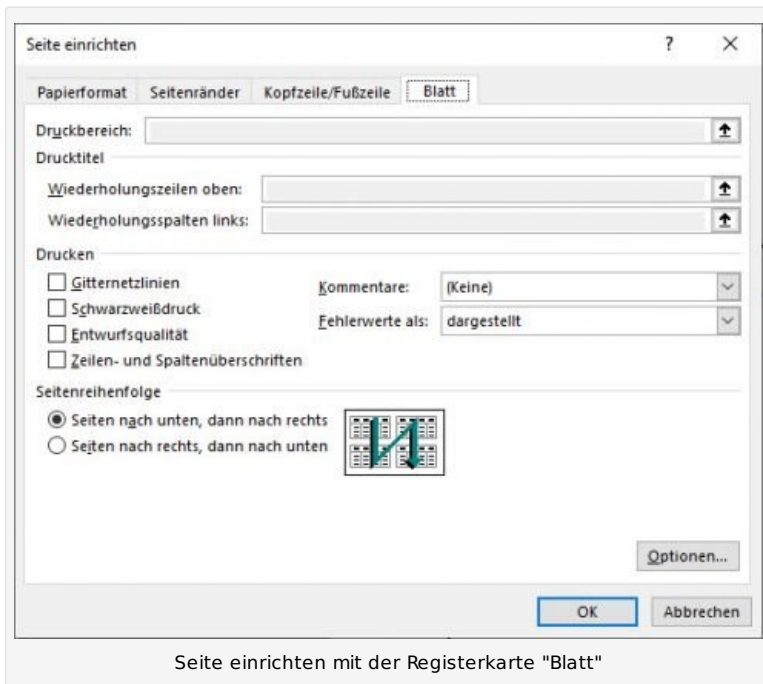 Seite einrichten ?
Papierformat Seitenränder Kopfzeile/Fußzeile Blatt
Druckbereich:
Drucktitel
Wiederholungszeilen oben:
Wiederholungsspalten links:
Drucken
Gitternetzlinien
Schwarzweißdruck
Entwurfsqualität
Zeilen- und Spaltenüberschriften
Kommentare: (Keine)
Fehlerwerte als: dargestellt
Seitenreihenfolge
Seiten nach unten, dann nach rechts
Seiten nach rechts, dann nach unten
Optionen...
OK Abbrechen
Seite einrichten mit der Registerkarte "Blatt"